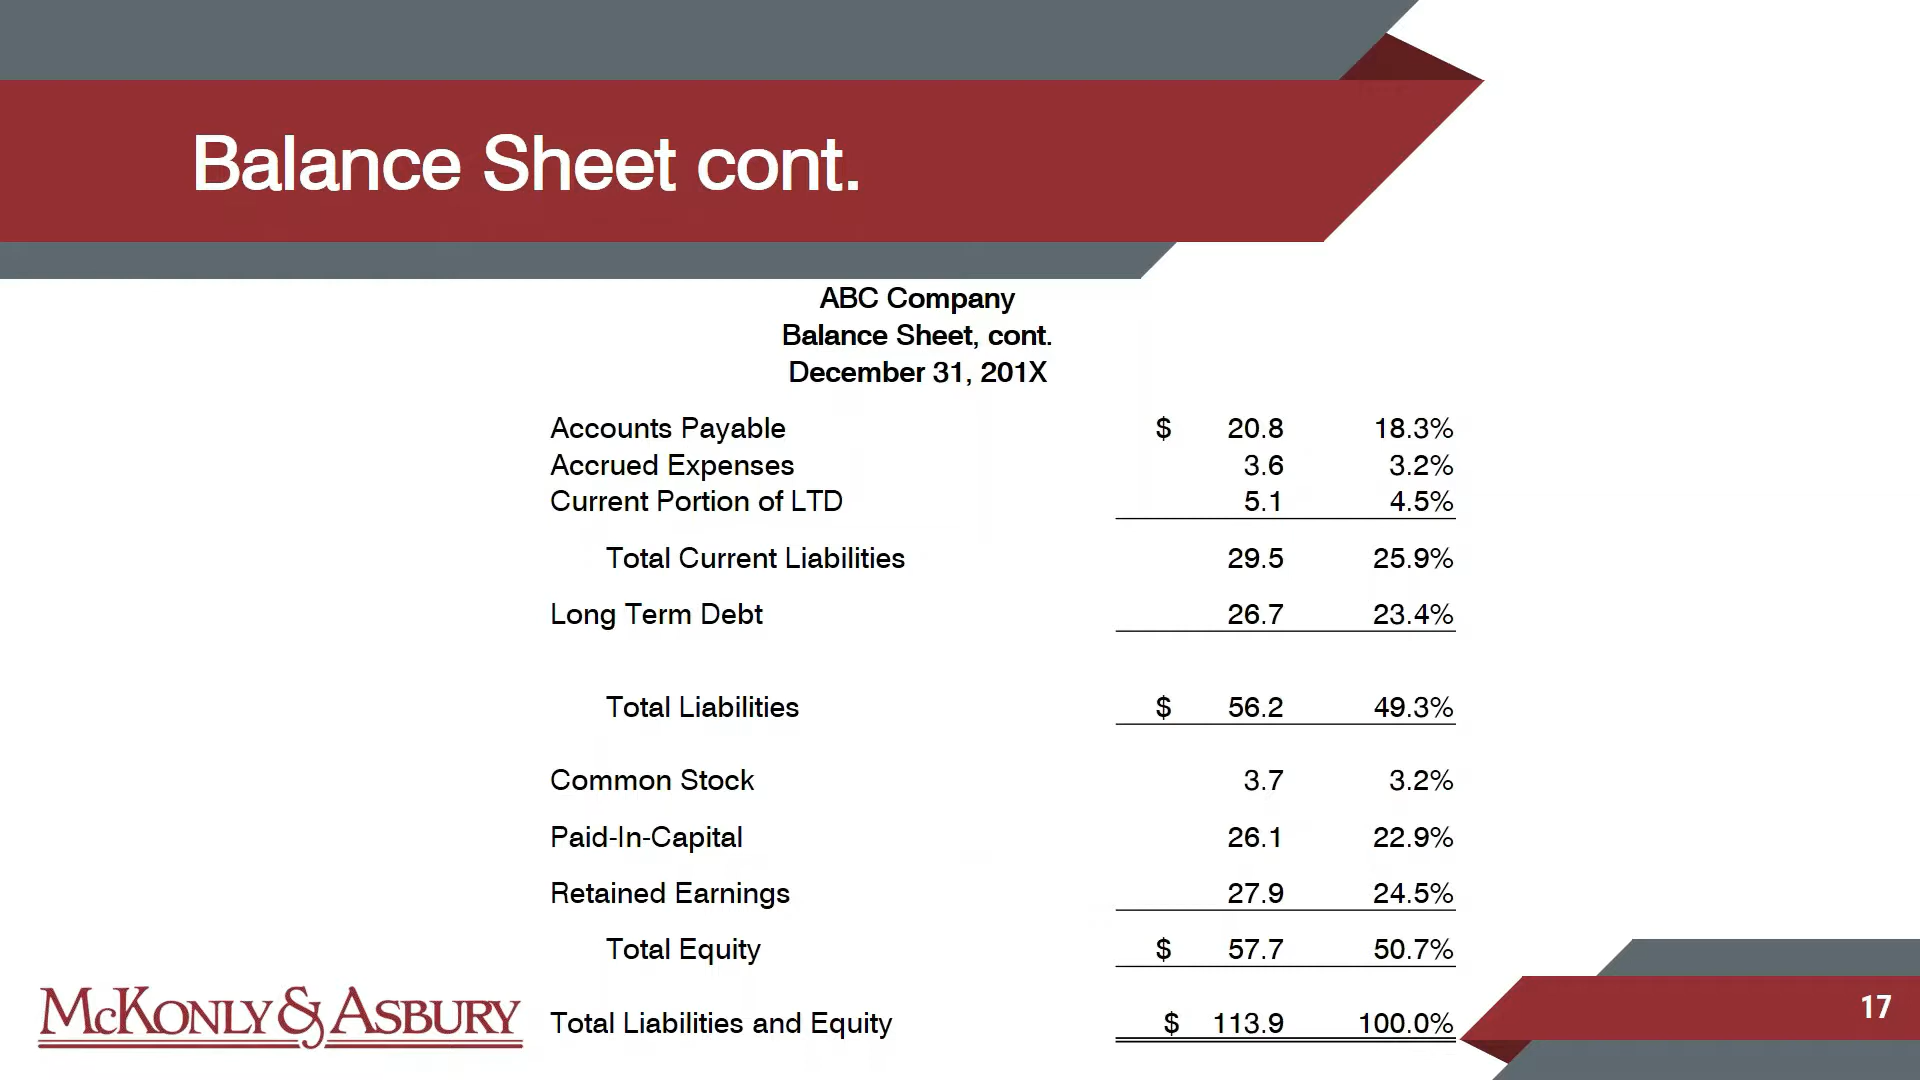 Balance Sheet cont.
ABC Company
Balance Sheet, cont.
December 31, 201X
Accounts Payable $ 20.8 18.3%
Accrued Expenses 3.6 3.2%
Current Portion of LTD 5.1 4.5%
Total Current Liabilities 29.5 25.9%
Long Term Debt 26.7 23.4%
Total Liabilities $ 56.2 49.3%
Common Stock 3.7 3.2%
Paid-In-Capital 26.1 22.9%
Retained Earnings 27.9 24.5%
Total Equity $ 57.7 50.7%
Total Liabilities and Equity $ 113.9 100.0%
McKonly & Asbury
17